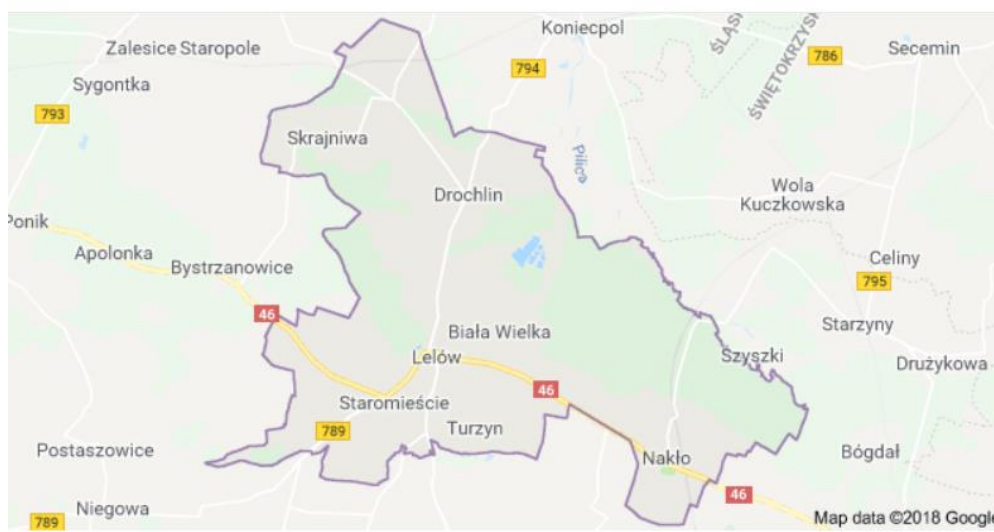 Koniecpol
ŚLĄS
ŚWIĘTOKRZYSK
Zalesice Staropole
794
786
Secemin
Sygontka
793
Skrajniwa
Pilica
Drochlin
Wola
Kuczkowska
Ponik
Apolonka
Bystrzanowice
Celiny
795
46
Biała Wielka
Starzyny
Lelów
Szyszki
Drużykowa
46
Staromieście
789
Turzyn
Postaszowice
Nakło
Bógdał
46
Niegowa
789
Map data ©2018 Google